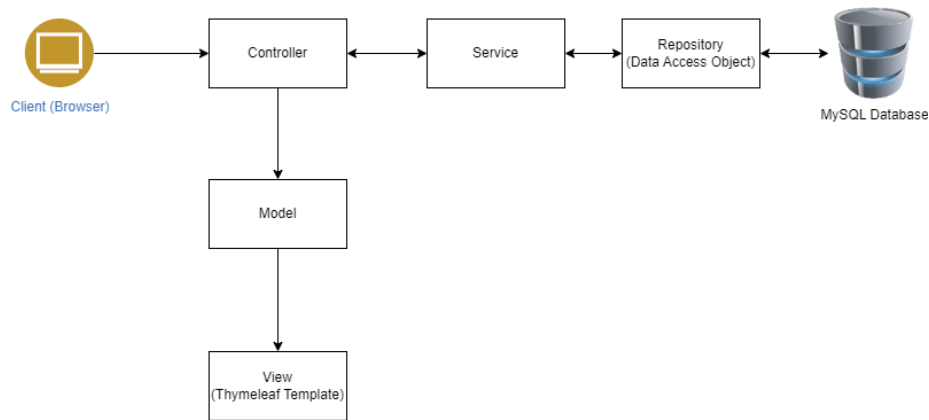 Client (Browser)
Controller
Service
Repository
(Data Access Object)
MySQL Database
Model
View
(Thymeleaf Template)